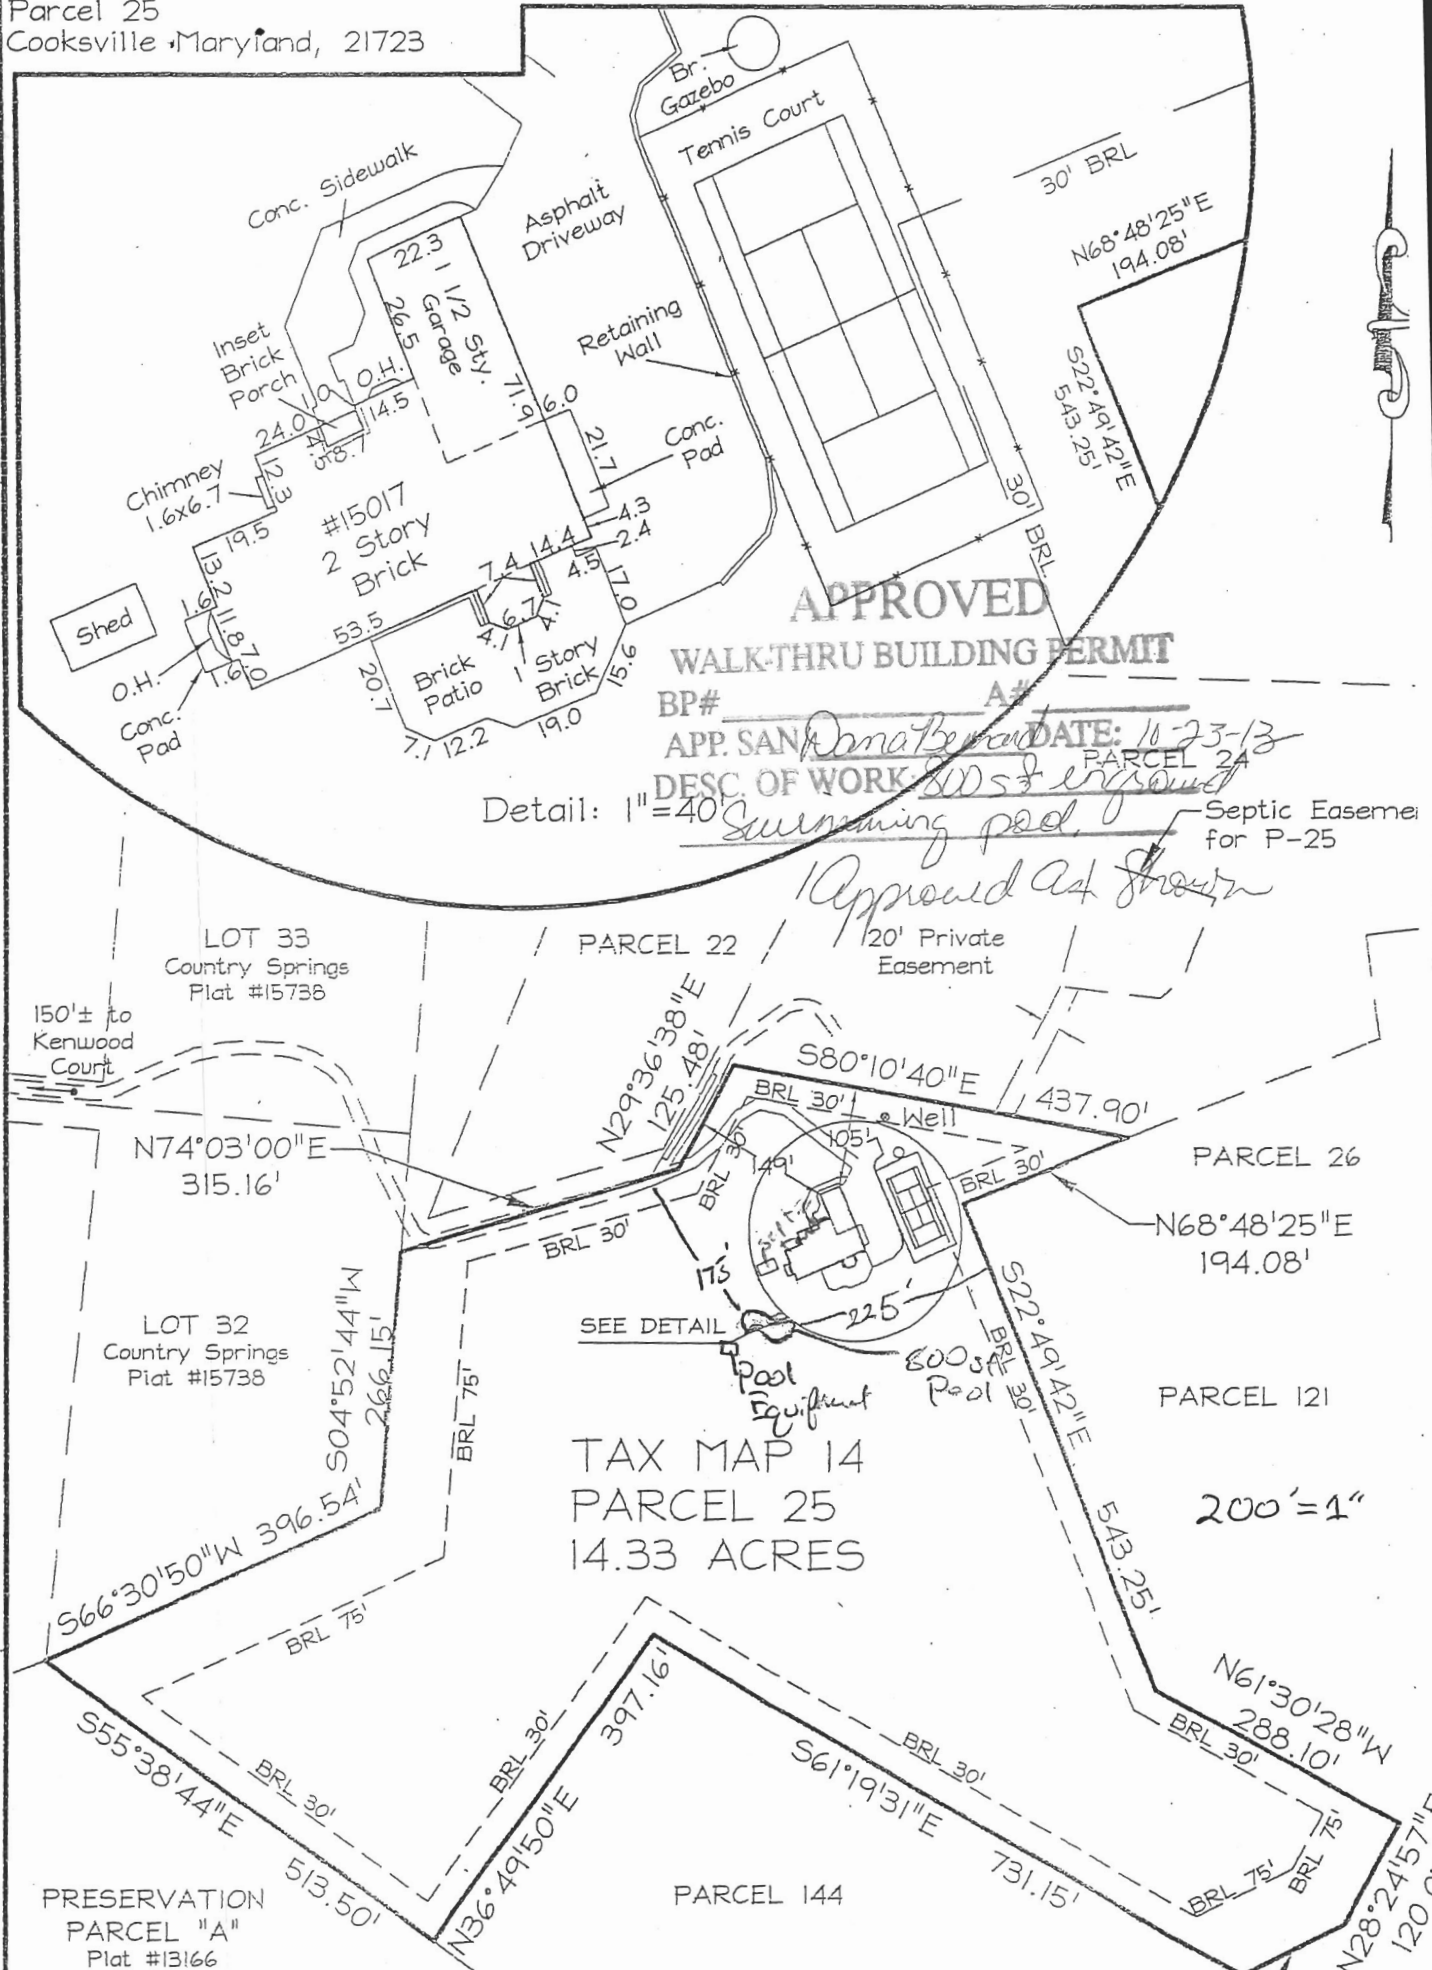 Parcel 25
Cooksville Maryland, 21723
Br.
Gazebo
Tennis Court
30' BRL
N68°48'25"E
194.08'
Conc. Sidewalk
Asphalt
Driveway
22.3
1 1/2 Sty.
Garage
26.5
71.9
Retaining
Wall
S22°49'42"E
543.25'
Inset
Brick
Porch
1.0
O.H.
14.5
24.0
4.5
8.7
6.0
21.7
Conc.
Pad
Chimney
1.6x6.7
12.3
19.5
#15017
2 Story
Brick
30' BRL
4.3
2.4
14.4
7.4
4.5
17.0
13.2
1.6
11.8
7.0
1.6
Shed
O.H.
Conc.
Pad
53.5
4.1
6.7
4.1
1 Story
Brick
15.6
Brick
Patio
20.7
7.1
12.2
19.0
APPROVED
WALK-THRU BUILDING PERMIT
BP#
A#
APP. SAN Dana Bernard DATE: 10-23-13
PARCEL 24
DESC. OF WORK: 800 sf inground
swimming pool,
Approved as Shown
Detail: 1"=40'
Septic Easeme
for P-25
LOT 33
Country Springs
Plat #15738
PARCEL 22
20' Private
Easement
150'± to
Kenwood
Court
N29°36'38"E
125.48'
S80°10'40"E
437.90'
BRL 30'
Well
N74°03'00"E
315.16'
BRL 30'
149'
105'
BRL 30'
PARCEL 26
N68°48'25"E
194.08'
BRL 30'
175'
225'
SEE DETAIL
Pool
Equipment
800 sf
Pool
LOT 32
Country Springs
Plat #15738
S04°52'44"W
266.15'
BRL 75'
S22°49'42"E
543.25'
BRL 30'
PARCEL 121
TAX MAP 14
PARCEL 25
14.33 ACRES
200'=1"
S66°30'50"W 396.54'
BRL 75'
S55°38'44"E
513.50'
BRL 30'
BRL 30'
N36°49'50"E
397.16'
S61°19'31"E
731.15'
BRL 30'
N61°30'28"W
288.10'
BRL 30'
BRL 75'
BRL 75'
N28°24'57"E
120.0
PRESERVATION
PARCEL "A"
Plat #13166
PARCEL 144